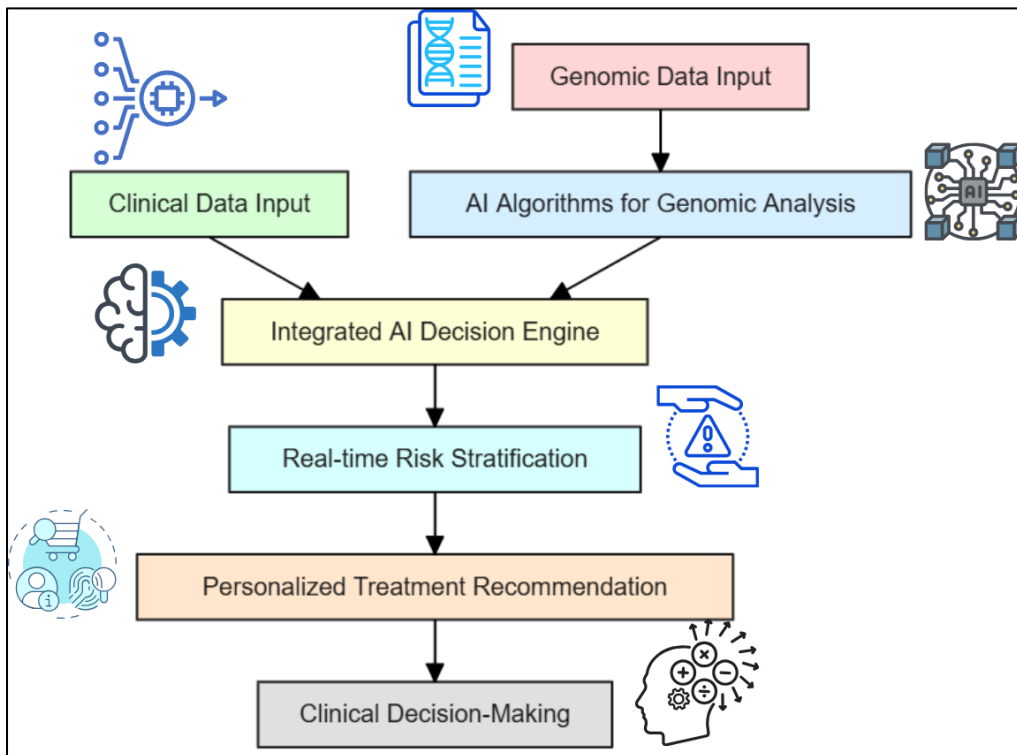 Genomic Data Input
Clinical Data Input
AI Algorithms for Genomic Analysis
AI
Integrated AI Decision Engine
Real-time Risk Stratification
Personalized Treatment Recommendation
Clinical Decision-Making